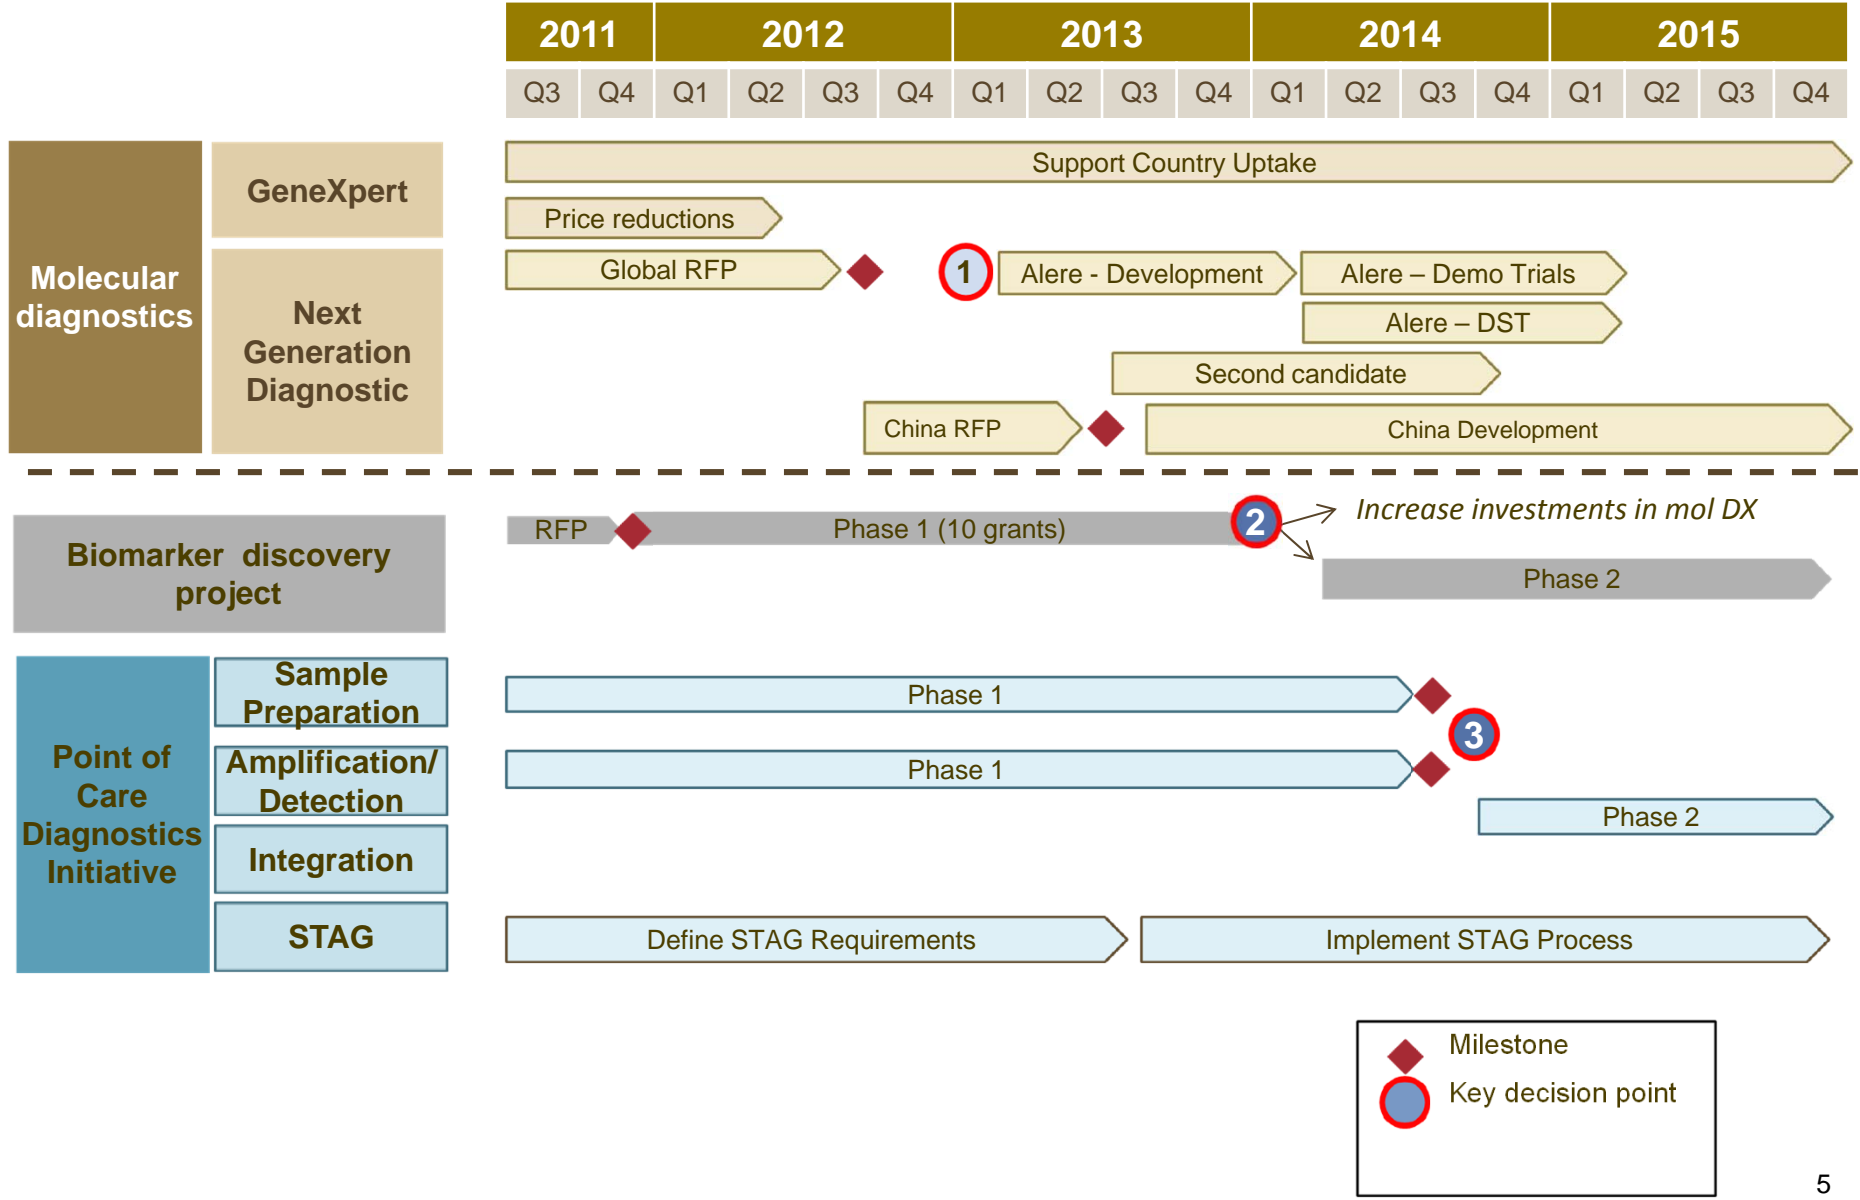 2011 2012 2013 2014 2015
Q3 Q4 Q1 Q2 Q3 Q4 Q1 Q2 Q3 Q4 Q1 Q2 Q3 Q4 Q1 Q2 Q3 Q4
Molecular
diagnostics
GeneXpert
Support Country Uptake
Price reductions
Next
Generation
Diagnostic
Global RFP
1
Alere - Development
Alere – Demo Trials
Alere – DST
Second candidate
China RFP
China Development
Biomarker discovery
project
RFP
Phase 1 (10 grants)
2
Increase investments in mol DX
Phase 2
Point of
Care
Diagnostics
Initiative
Sample
Preparation
Phase 1
3
Amplification/
Detection
Phase 1
Phase 2
Integration
STAG
Define STAG Requirements
Implement STAG Process
Milestone
Key decision point
5